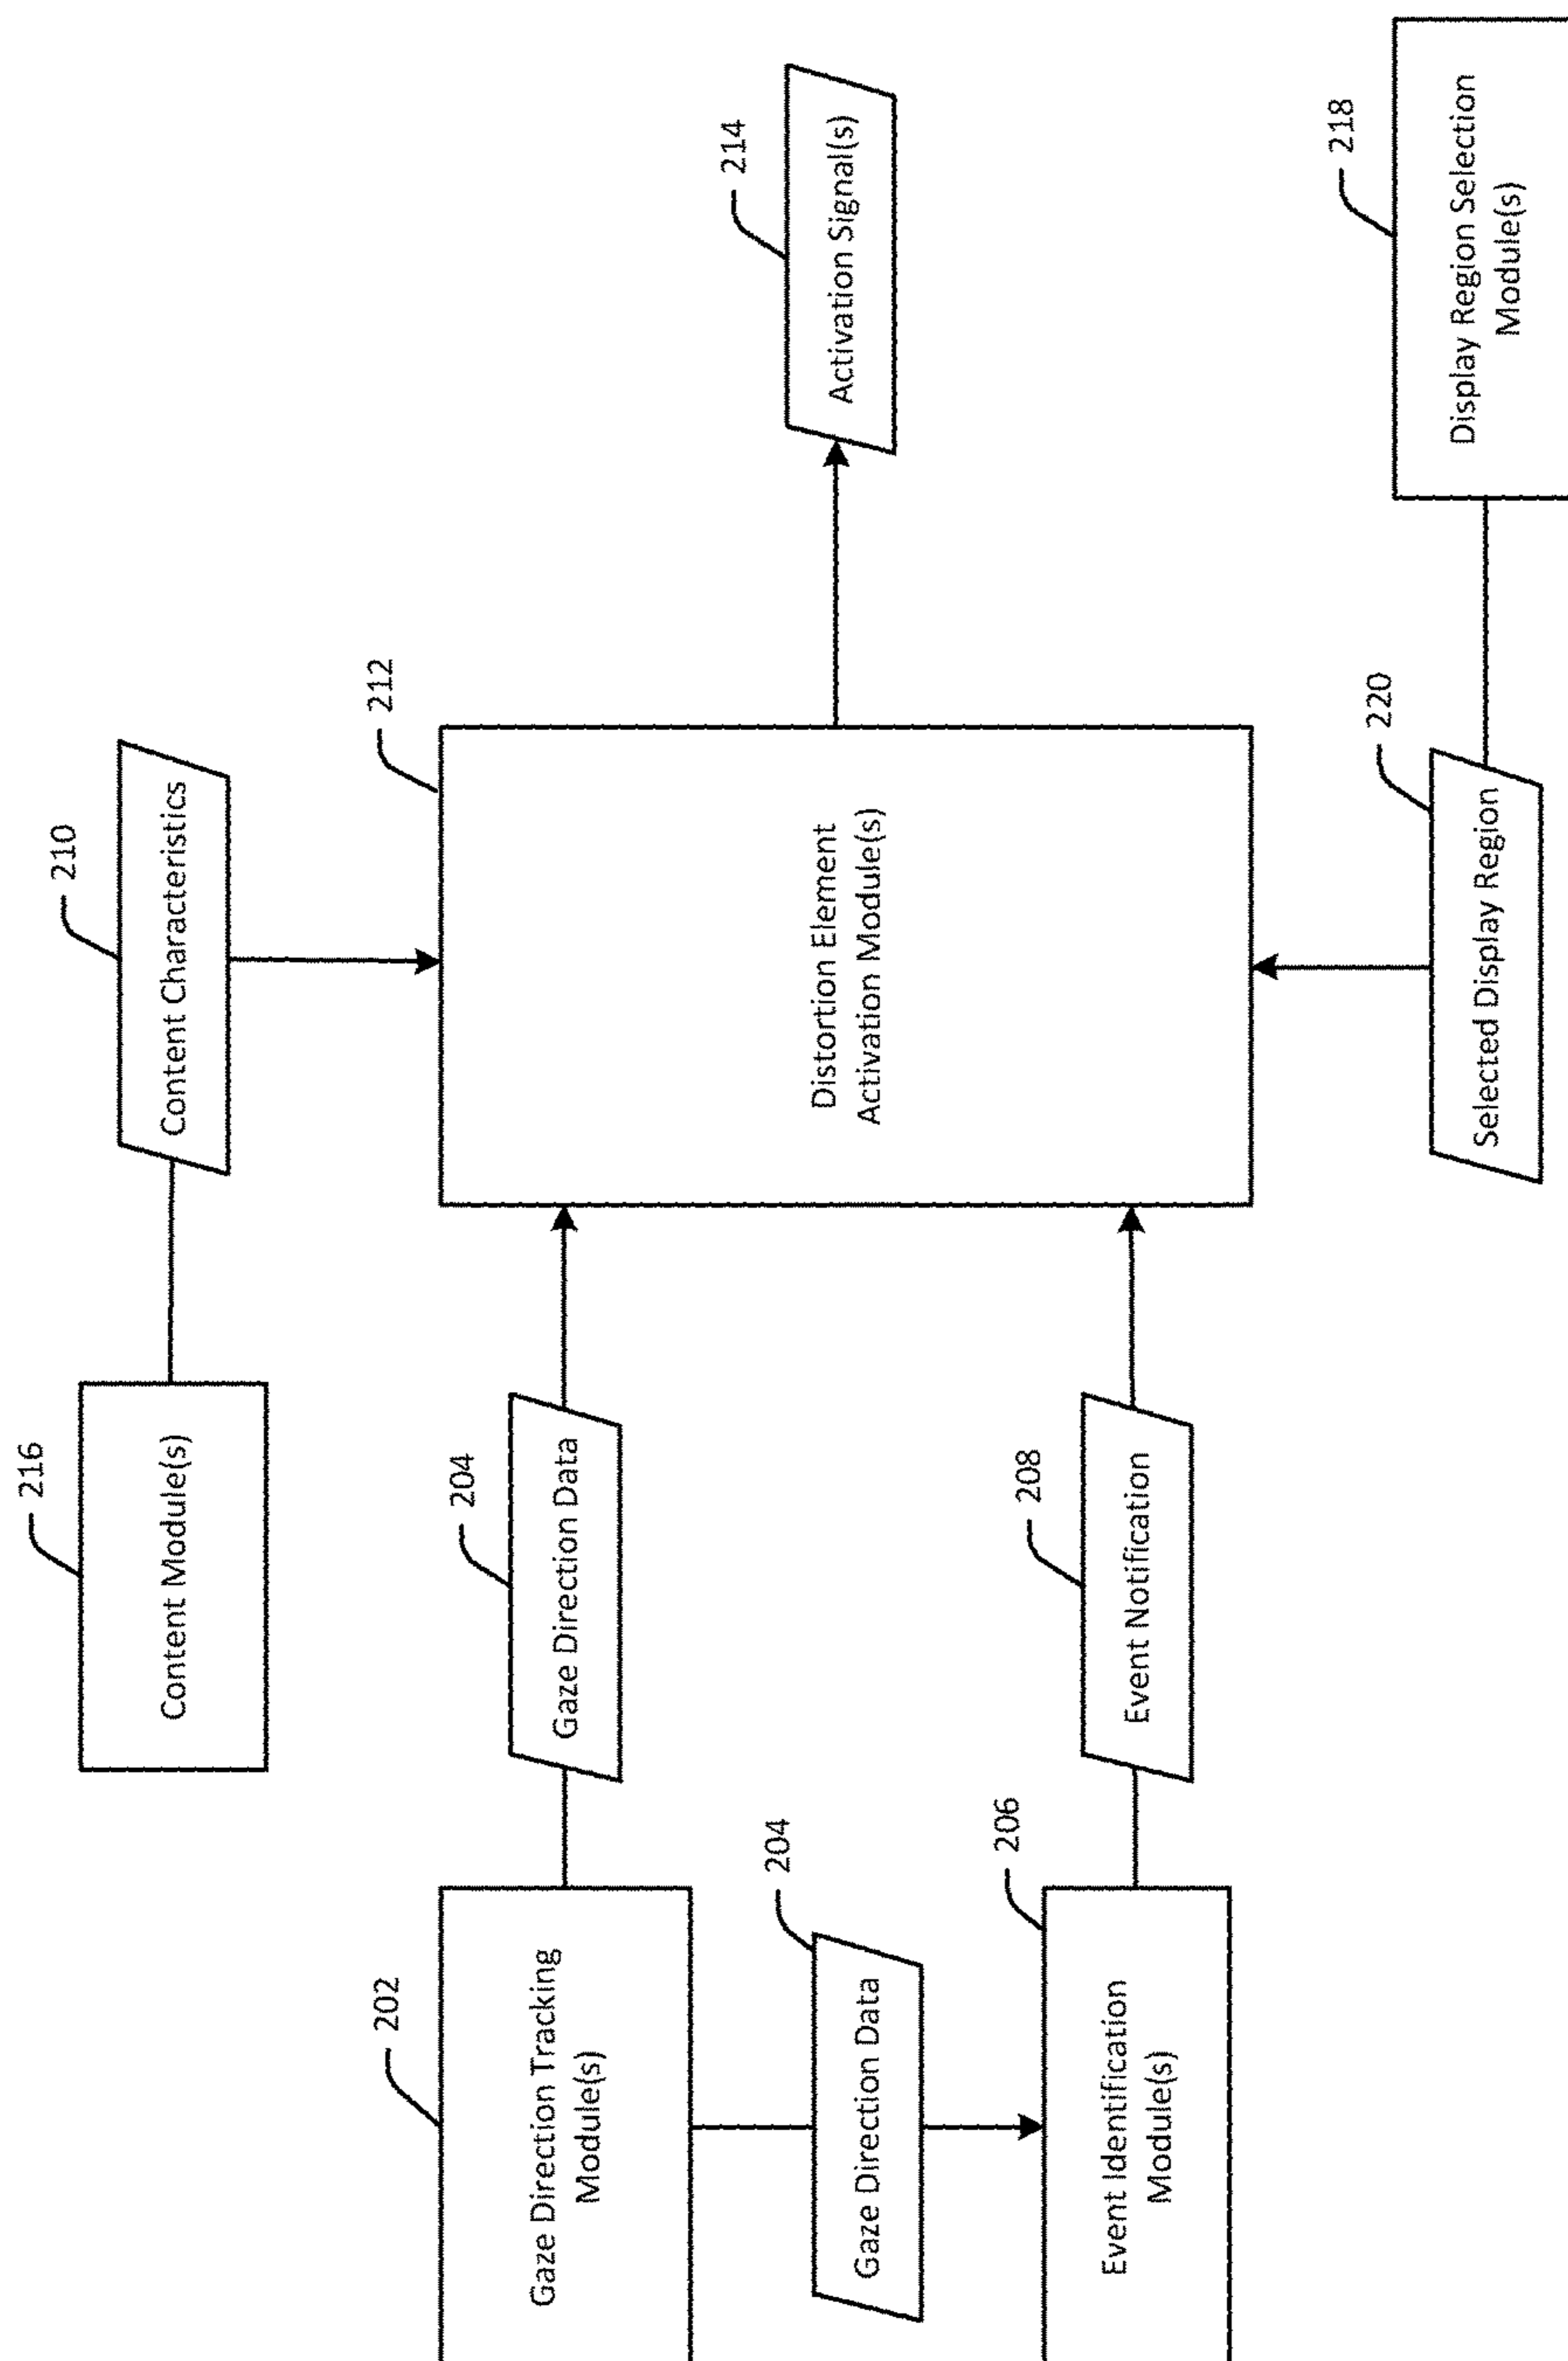 216
Content Module(s)
210
Content Characteristics
202
Gaze Direction Tracking
Module(s)
204
Gaze Direction Data
212
Distortion Element
Activation Module(s)
214
Activation Signal(s)
204
Gaze Direction Data
206
Event Identification
Module(s)
208
Event Notification
220
Selected Display Region
218
Display Region Selection
Module(s)